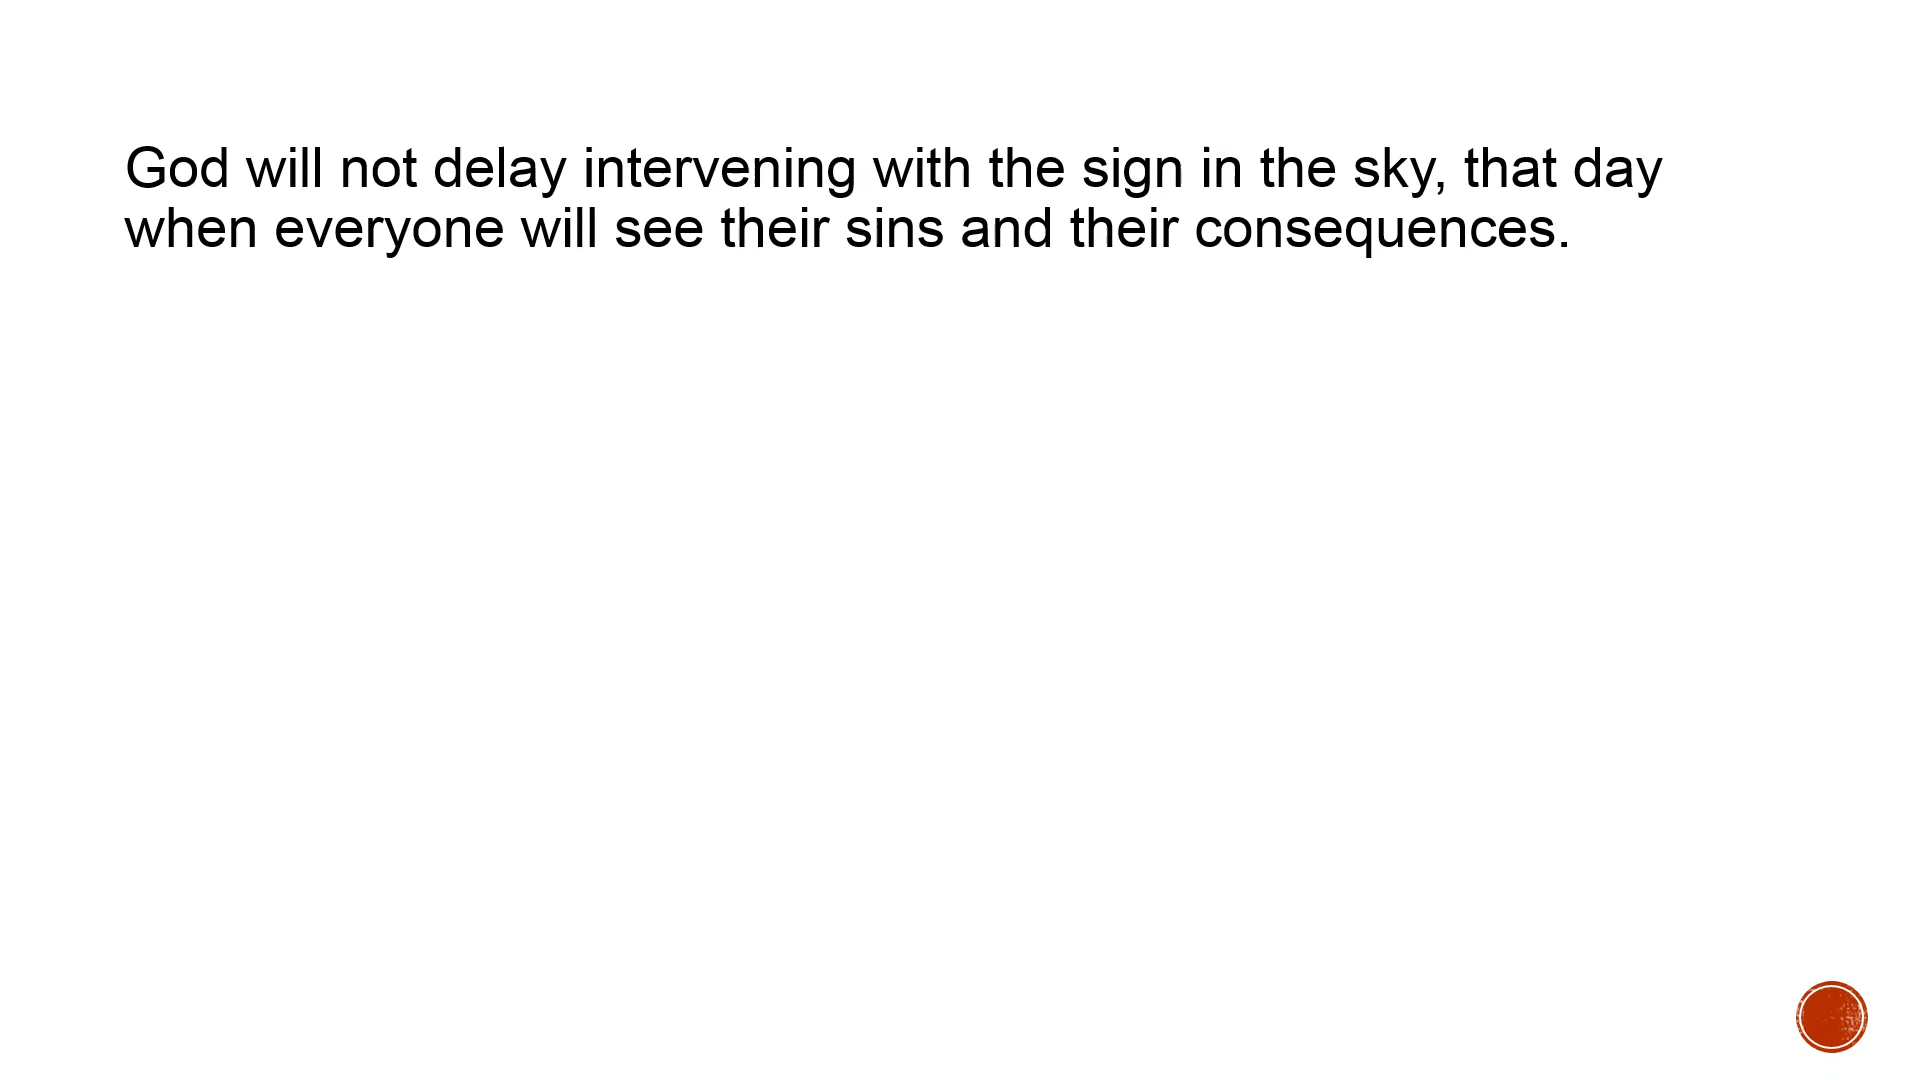 God will not delay intervening with the sign in the sky, that day
when everyone will see their sins and their consequences.